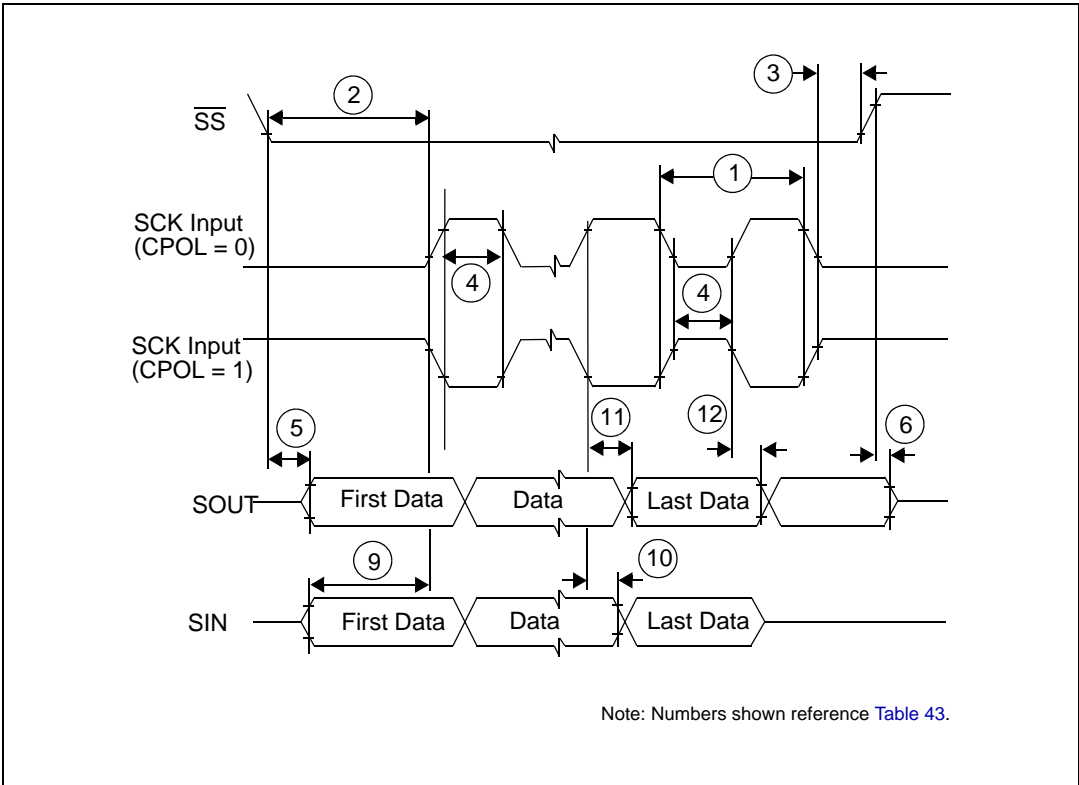 3
2
SS
1
SCK Input
(CPOL = 0)
4
4
SCK Input
(CPOL = 1)
11
12
5
6
SOUT
First Data
Data
Last Data
9
10
SIN
First Data
Data
Last Data
Note: Numbers shown reference Table 43.